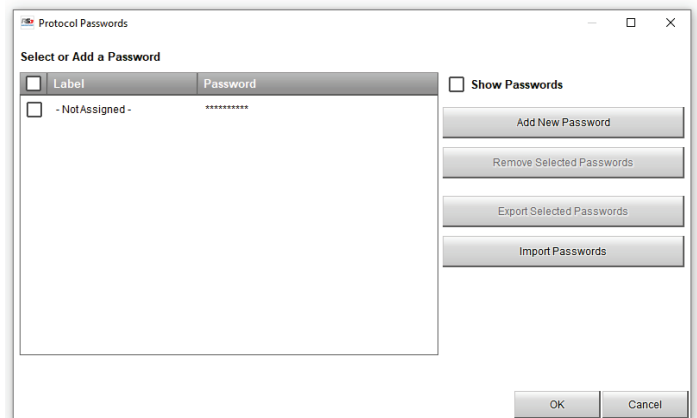 Protocol Passwords
Select or Add a Password
Label Password
- Not Assigned - **********
Show Passwords
Add New Password
Remove Selected Passwords
Export Selected Passwords
Import Passwords
OK Cancel